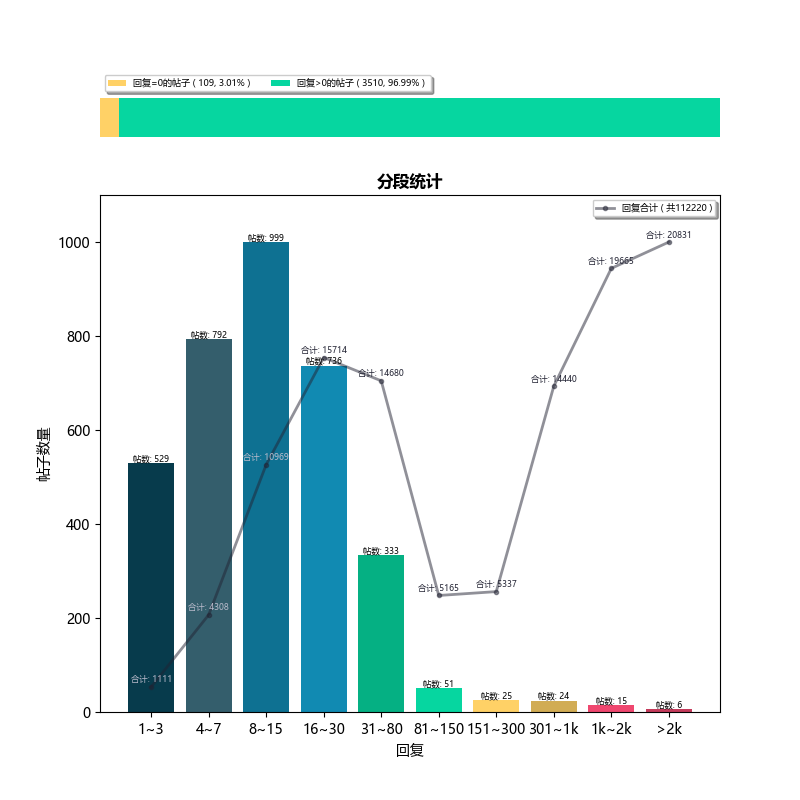 回复=0的帖子 ( 109, 3.01% ) 回复>0的帖子 ( 3510, 96.99% )
分段统计
回复合计 ( 共112220 )
帖子数量
1000
800
600
400
200
0
帖数: 529
帖数: 792
帖数: 999
帖数: 736
帖数: 333
帖数: 51
帖数: 25
帖数: 24
帖数: 15
帖数: 6
合计: 1111
合计: 4308
合计: 10969
合计: 15714
合计: 14680
合计: 5165
合计: 5337
合计: 14440
合计: 19665
合计: 20831
1~3 4~7 8~15 16~30 31~80 81~150 151~300 301~1k 1k~2k >2k
回复